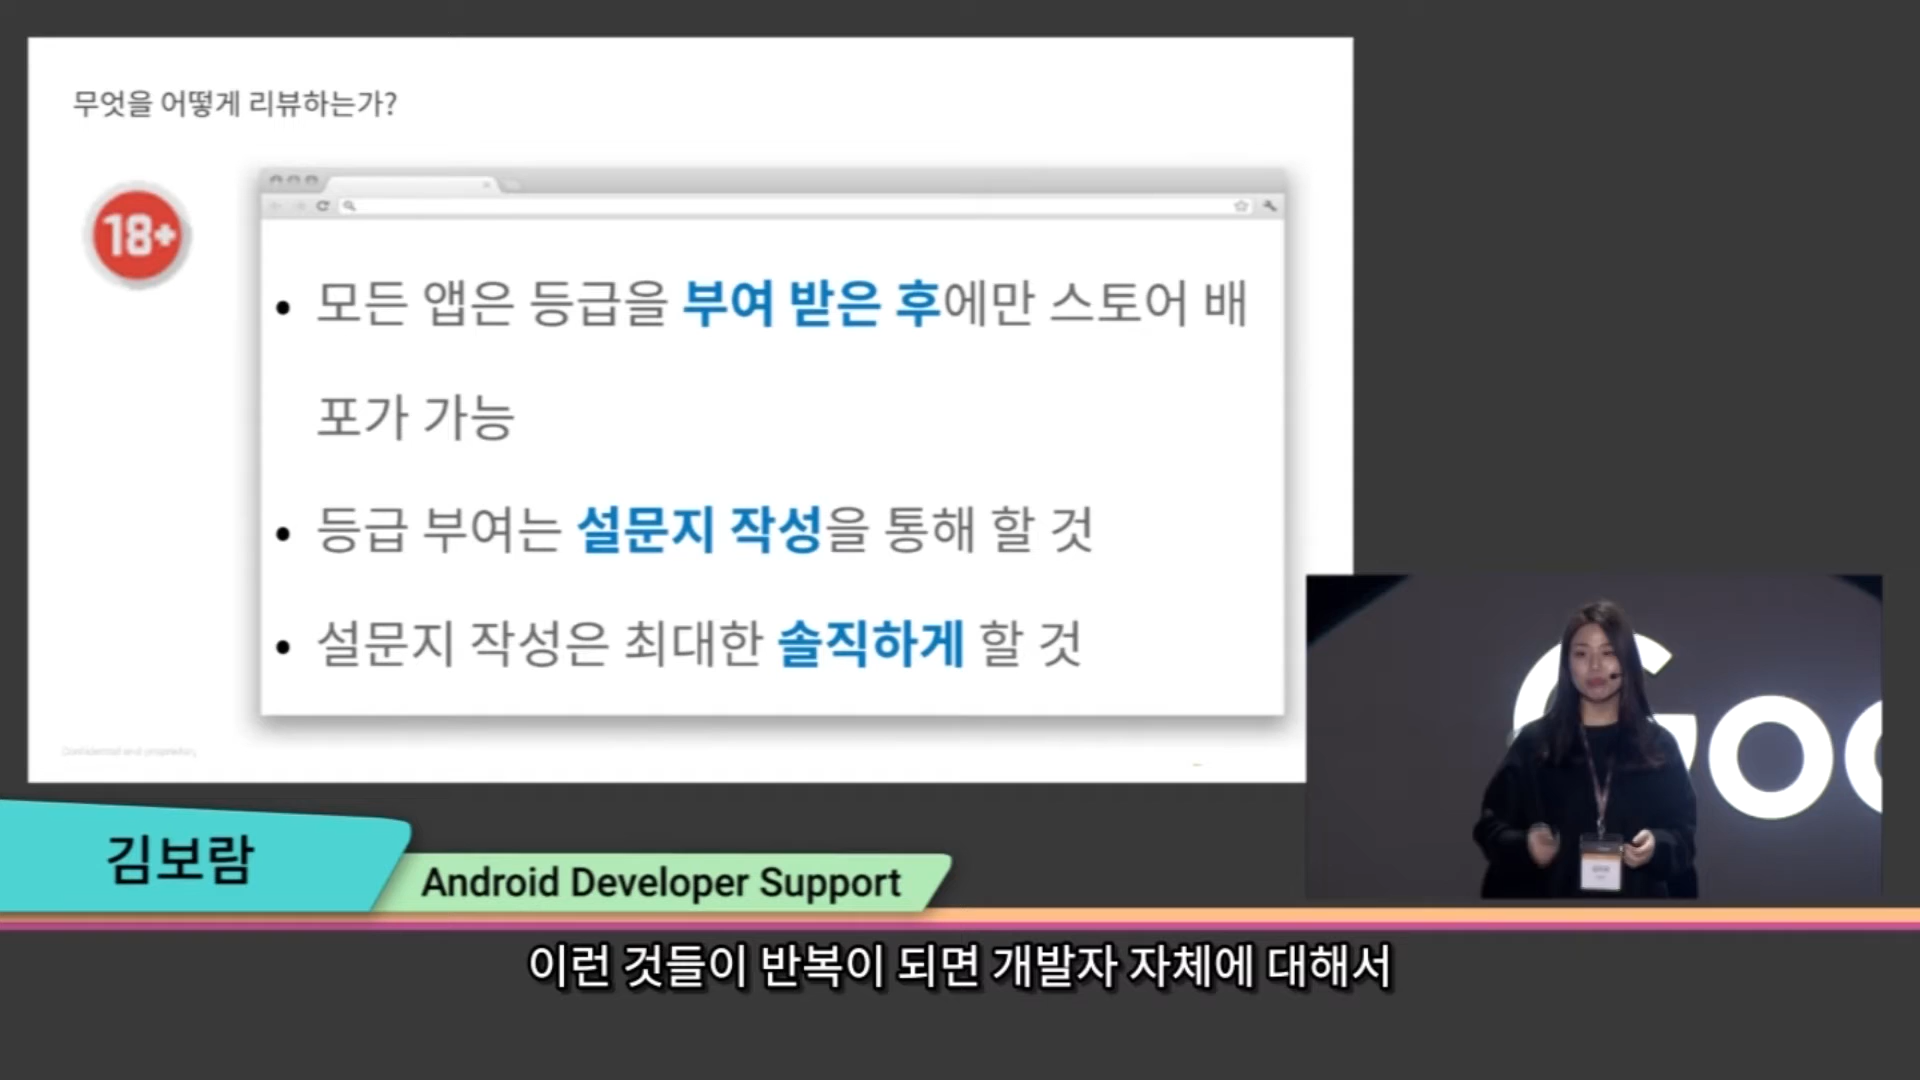 무엇을 어떻게 리뷰하는가?
18+
• 모든 앱은 등급을 부여 받은 후에만 스토어 배
포가 가능
• 등급 부여는 설문지 작성을 통해 할 것
• 설문지 작성은 최대한 솔직하게 할 것
Confidential and proprietary
Goo
김보람
Android Developer Support
이런 것들이 반복이 되면 개발자 자체에 대해서